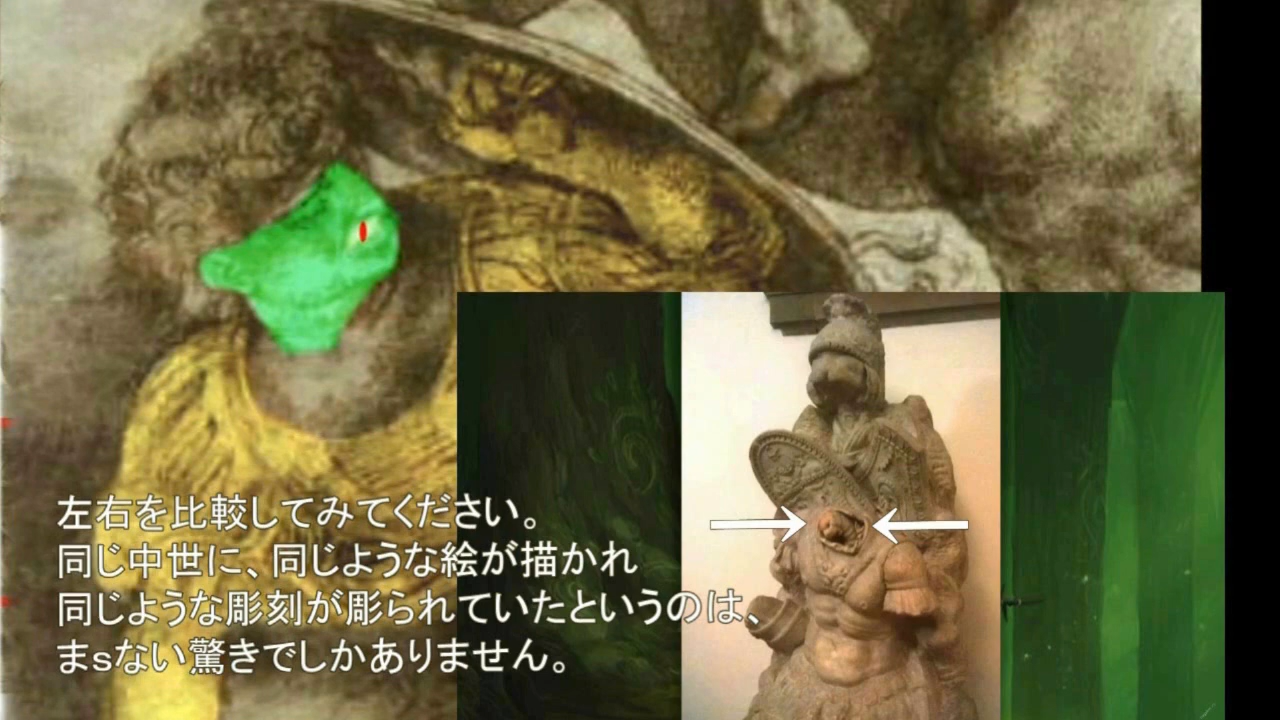 左右を比較してみてください。
同じ中世に、同じような絵が描かれ
同じような彫刻が彫られていたというのは、
まsない驚きでしかありません。